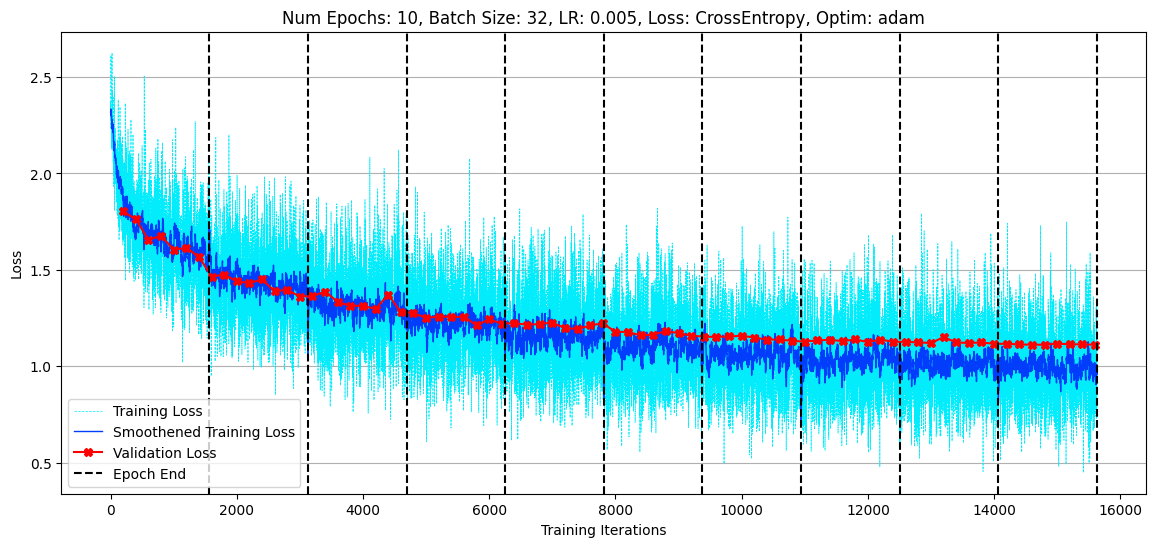 Num Epochs: 10, Batch Size: 32, LR: 0.005, Loss: CrossEntropy, Optim: adam
Loss
2.5
2.0
1.5
1.0
0.5
Training Loss
Smoothened Training Loss
Validation Loss
Epoch End
0 2000 4000 6000 8000 10000 12000 14000 16000
Training Iterations